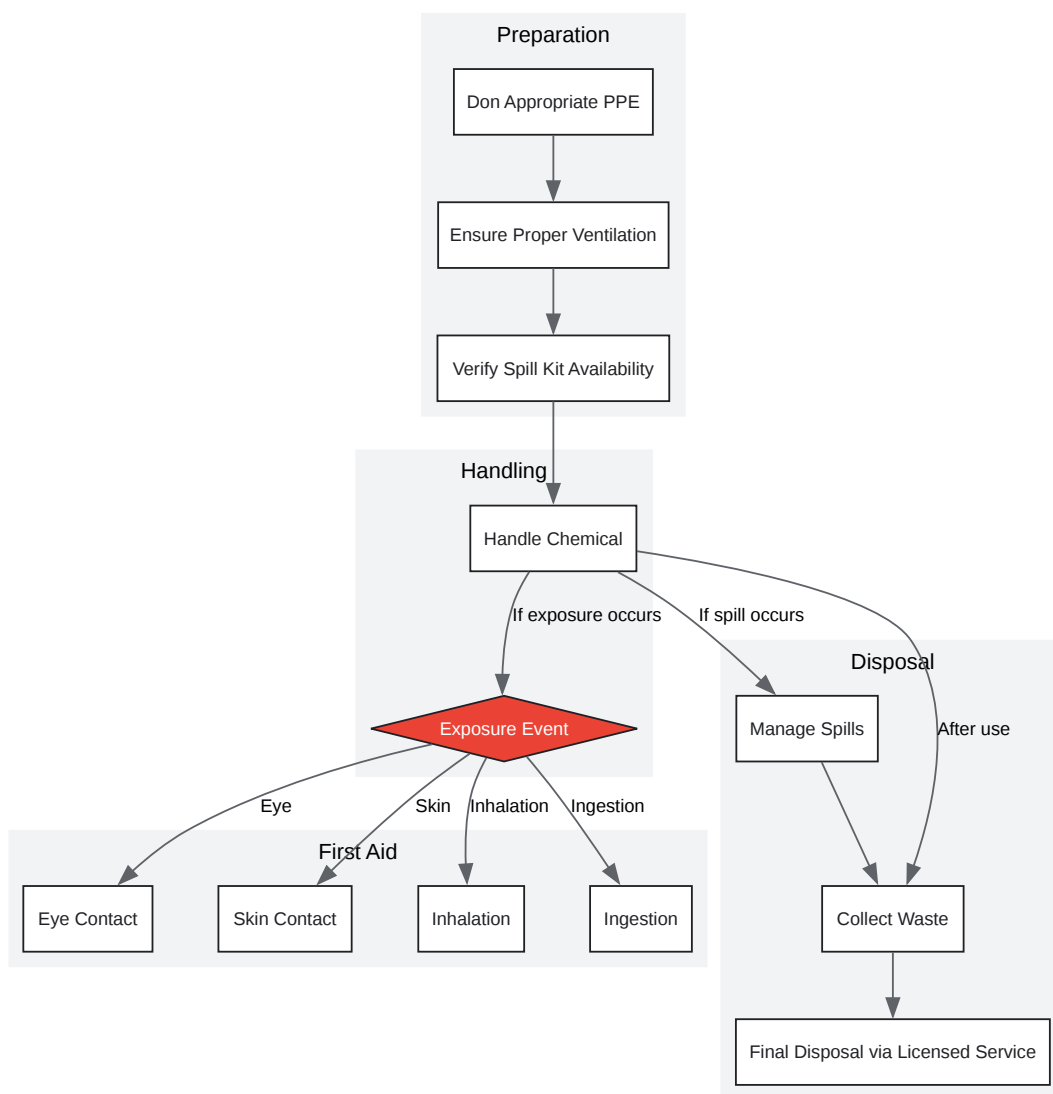 Preparation
Don Appropriate PPE
Ensure Proper Ventilation
Verify Spill Kit Availability
Handling
Handle Chemical
If exposure occurs
If spill occurs
Disposal
Exposure Event
Manage Spills
After use
Eye
Skin
Inhalation
Ingestion
First Aid
Eye Contact
Skin Contact
Inhalation
Ingestion
Collect Waste
Final Disposal via Licensed Service